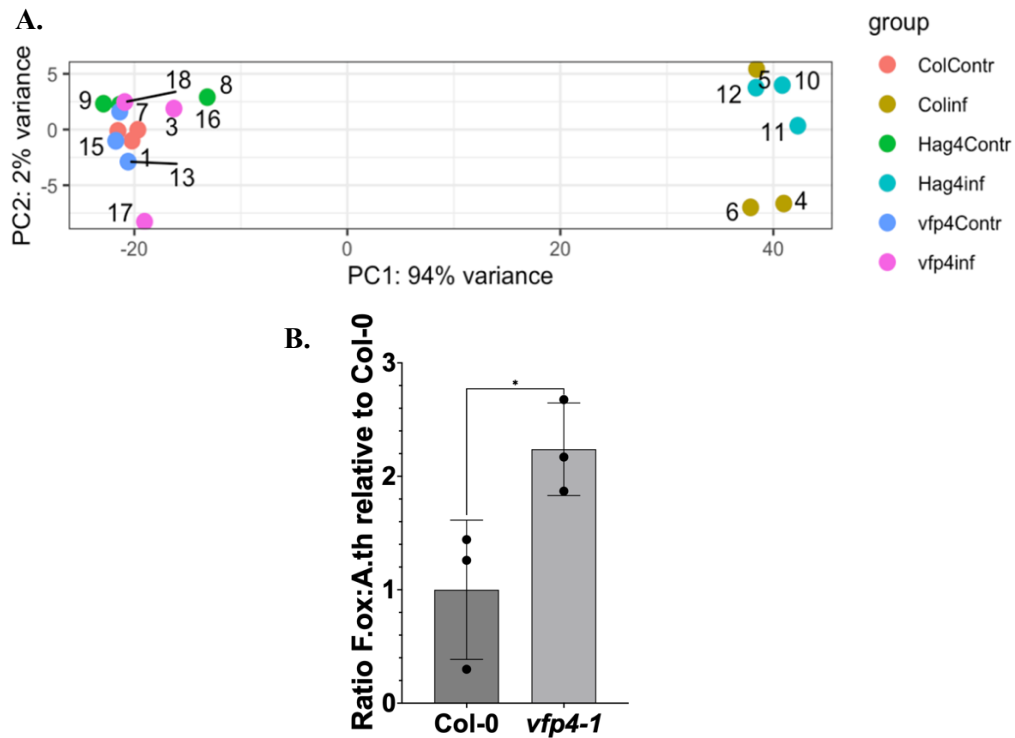 A.
group
5
0
-5
PC2: 2% variance
9
18
8
7
3
16
15
1
13
17
12
5
10
11
6
4
-20
0
20
40
PC1: 94% variance
ColContr
Colinf
Hag4Contr
Hag4inf
vfp4Contr
vfp4inf
B.
Ratio F.ox:A.th relative to Col-0
3
2
1
0
*
Col-0
vfp4-1